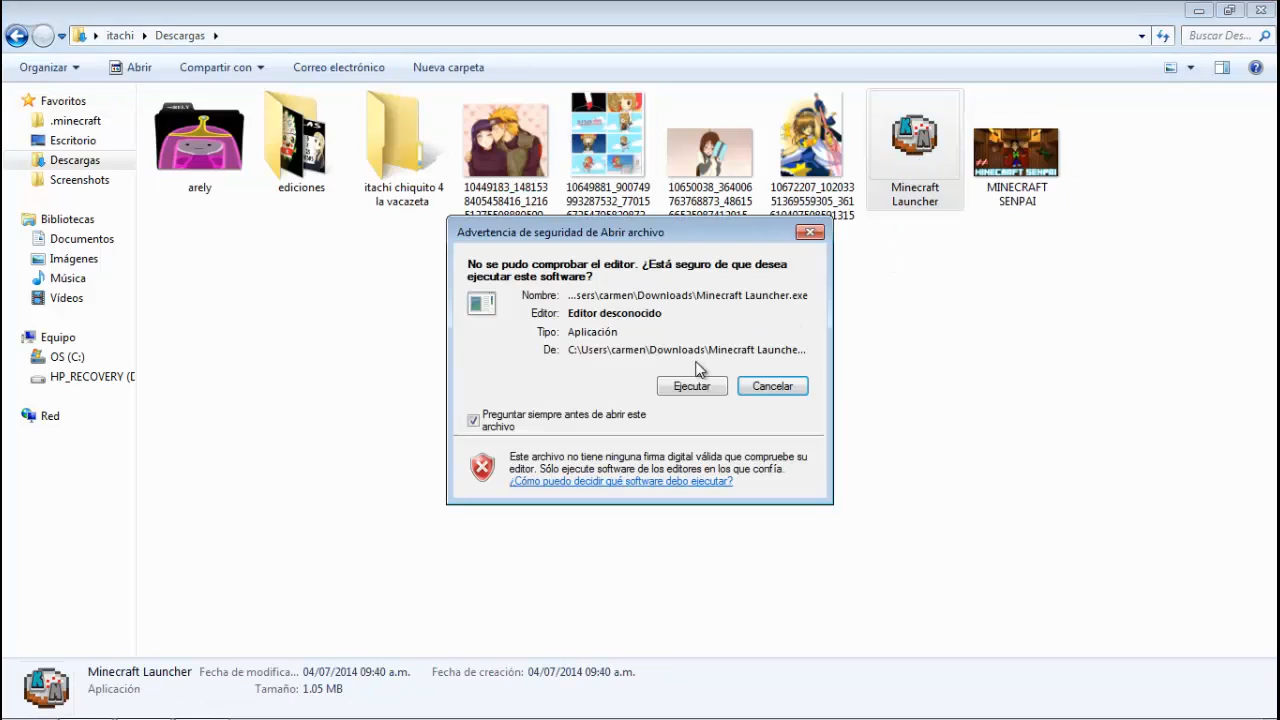 itachi ▸ Descargas ▸
Buscar Des...
Organizar
Abrir
Compartir con
Correo electrónico
Nueva carpeta
Favoritos
.minecraft
Escritorio
Descargas
Screenshots
Bibliotecas
Documentos
Imágenes
Música
Vídeos
Equipo
OS (C:)
HP_RECOVERY (D
Red
arely
ediciones
itachi chiquito 4
la vacazeta
10449183_148153
8405458416_1216
10649881_900749
993287532_77015
10650038_364006
763768873_48615
10672207_102033
51369559305_361
Minecraft
Launcher
MINECRAFT SENPAI
MINECRAFT
SENPAI
Advertencia de seguridad de Abrir archivo
No se pudo comprobar el editor. ¿Está seguro de que desea
ejecutar este software?
Nombre: ...sers\carmen\Downloads\Minecraft Launcher.exe
Editor: Editor desconocido
Tipo: Aplicación
De: C:\Users\carmen\Downloads\Minecraft Launche...
Ejecutar
Cancelar
Preguntar siempre antes de abrir este
archivo
Este archivo no tiene ninguna firma digital válida que compruebe su
editor. Sólo ejecute software de los editores en los que confía.
¿Cómo puedo decidir qué software debo ejecutar?
Minecraft Launcher Fecha de modifica... 04/07/2014 09:40 a.m. Fecha de creación: 04/07/2014 09:40 a.m.
Aplicación Tamaño: 1.05 MB